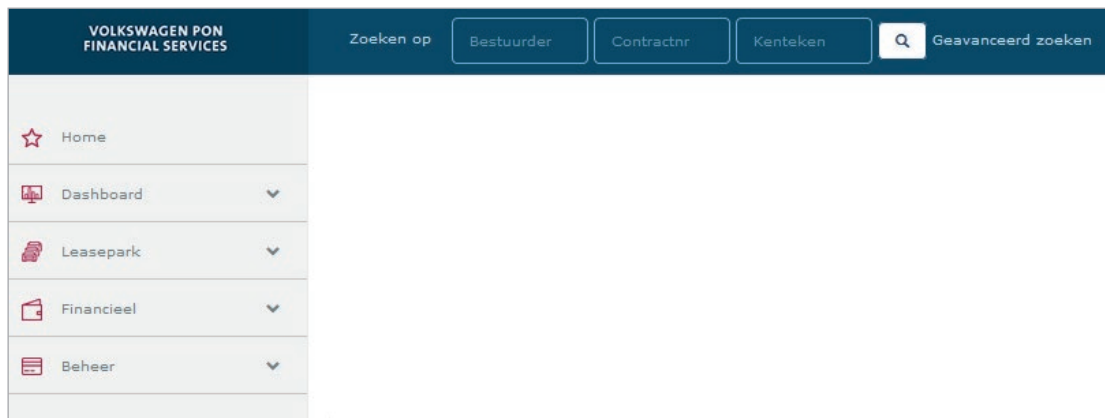 VOLKSWAGEN PON
FINANCIAL SERVICES
Zoeken op Bestuurder Contractnr Kenteken Geavanceerd zoeken
Home
Dashboard
Leasepark
Financieel
Beheer